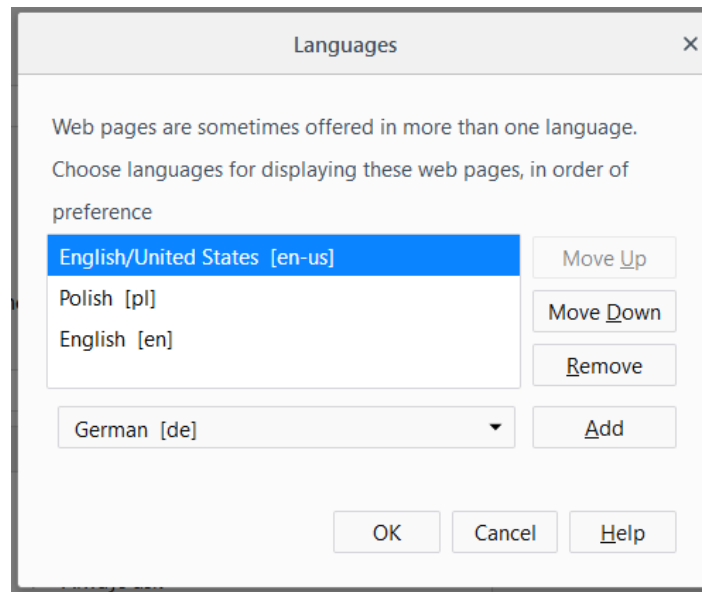 Languages
Web pages are sometimes offered in more than one language.
Choose languages for displaying these web pages, in order of
preference
English/United States [en-us]
Move Up
Polish [pl]
Move Down
English [en]
Remove
German [de]
Add
OK
Cancel
Help